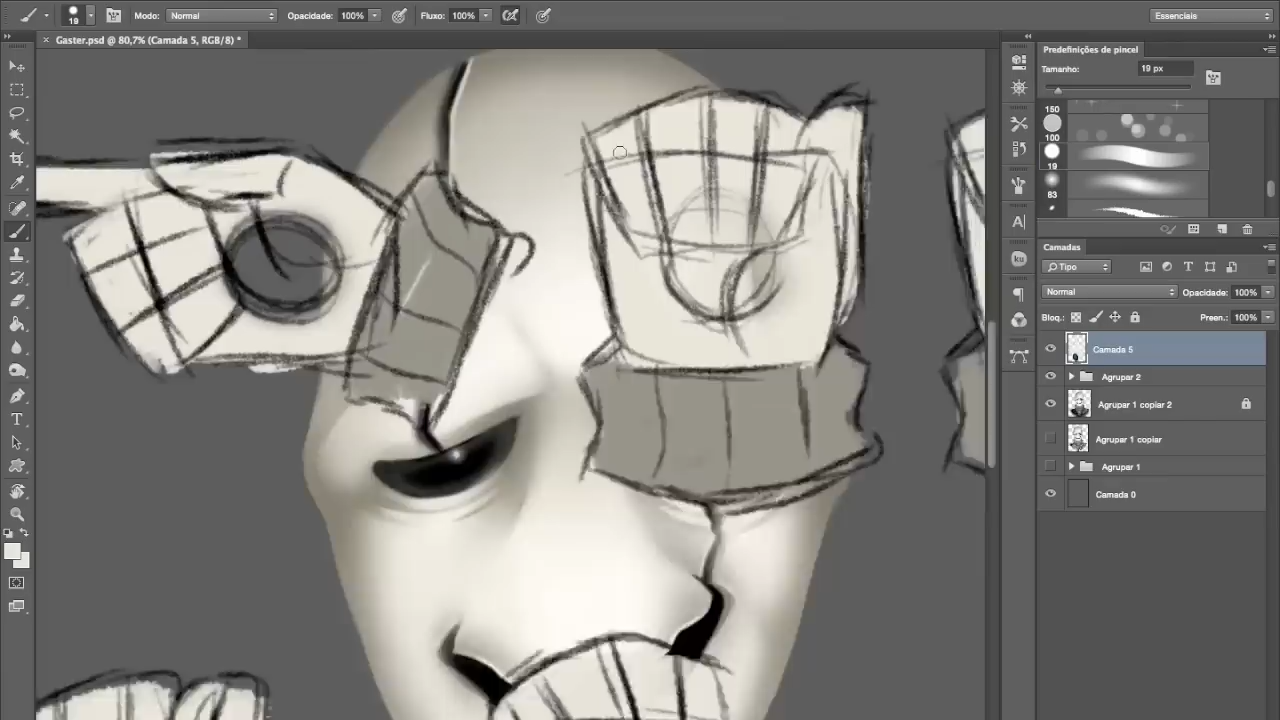 19
Modo:
Normal
Opacidade:
100%
Fluxo:
100%
Essenciais
× Gaster.psd @ 80,7% (Camada 5, RGB/8) *
Predefinições de pincel
Tamanho:
19 px
150
100
19
83
Camadas
Tipo
Normal
Opacidade:
100%
Bloq.:
Preen.:
100%
Camada 5
Agrupar 2
Agrupar 1 copiar 2
Agrupar 1 copiar
Agrupar 1
Camada 0